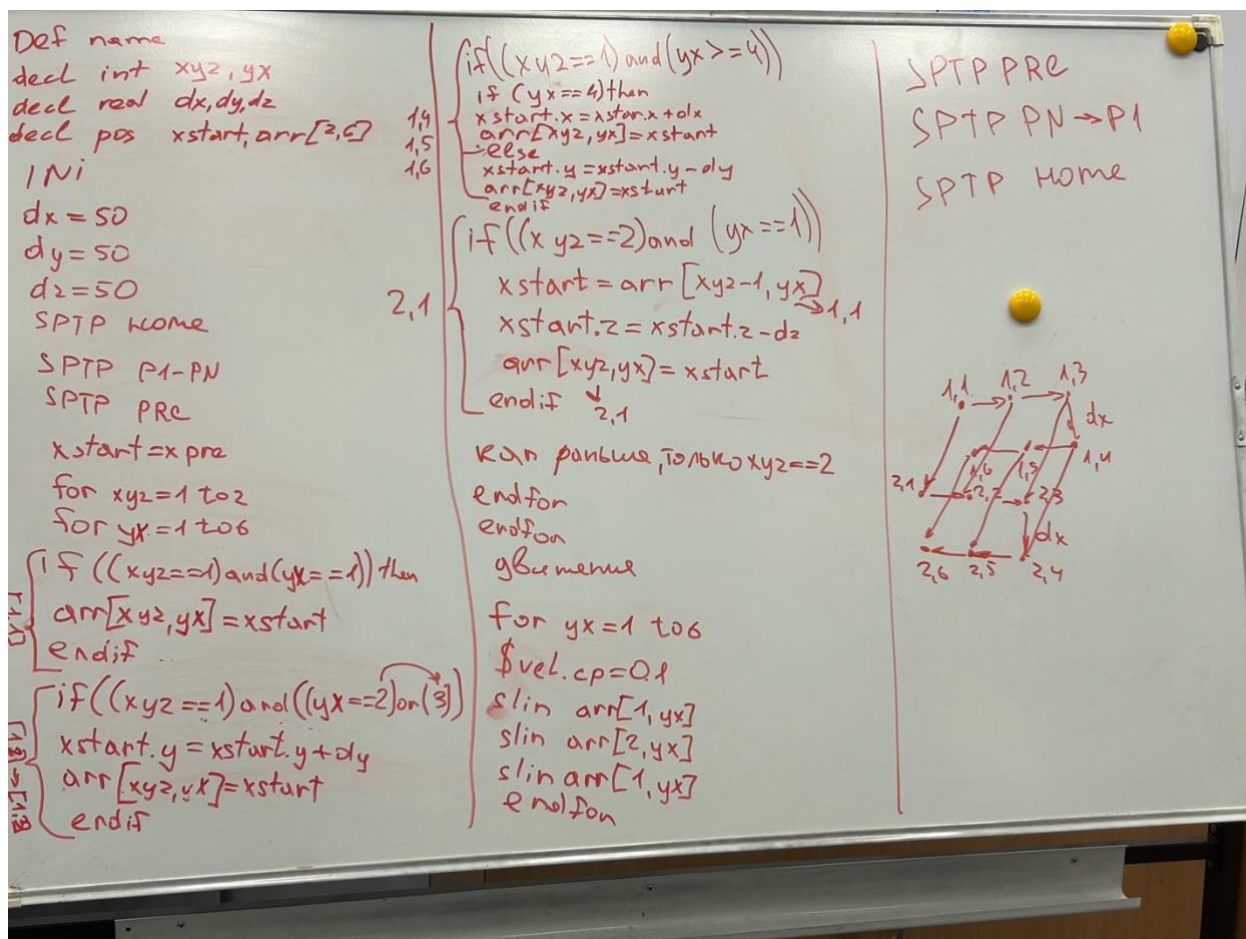 Def name
decl int xyz, yx
decl real dx, dy, dz
decl pos xstart, arr[2,6]
INi
dx = 50
dy = 50
dz = 50
SPTP Home
SPTP P1-PN
SPTP PRC
xstart = x pre
for xyz = 1 to 2
for yx = 1 to 6
if ((xyz==1) and (yx==1)) then
arr[xyz, yx] = xstart
endif
if ((xyz==1) and ((yx==2) or (3))
xstart.y = xstart.y + dy
arr[xyz, yx] = xstart
endif
1,4
1,5
1,6
if ((xyz==1) and (yx>=4))
if (yx==4) then
xstart.x = xstar.x + dx
arr[xyz, yx] = xstart
else
xstart.y = xstart.y - dy
arr[xyz, yx] = xstart
endif
2,1
if ((xyz==2) and (yx==1))
xstart = arr [xyz-1, yx]
→1,1
xstart.z = xstart.z - dz
arr[xyz, yx] = xstart
endif
2,1
как раньше, только xyz==2
endfor
endfor
движения
for yx = 1 to 6
$vel.cp = 0.1
slin arr[1, yx]
slin arr[2, yx]
slin arr[1, yx]
endfor
SPTP PRC
SPTP PN → P1
SPTP Home
1,1 1,2 1,3
dx
1,6 1,5 1,4
2,1 2,2 2,3
dx
2,6 2,5 2,4